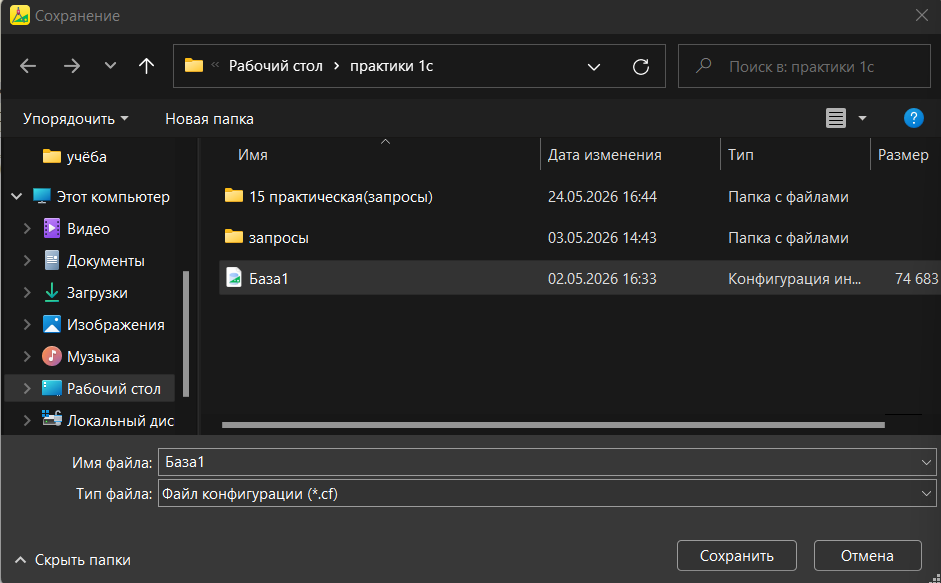 Сохранение
« Рабочий стол › практики 1с
Поиск в: практики 1с
Упорядочить
Новая папка
?
учёба
Этот компьютер
Видео
Документы
Загрузки
Изображения
Музыка
Рабочий стол
Локальный дис
Имя Дата изменения Тип Размер
15 практическая(запросы) 24.05.2026 16:44 Папка с файлами
запросы 03.05.2026 14:43 Папка с файлами
База1 02.05.2026 16:33 Конфигурация ин... 74 683
Имя файла: База1
Тип файла: Файл конфигурации (*.cf)
Скрыть папки
Сохранить
Отмена